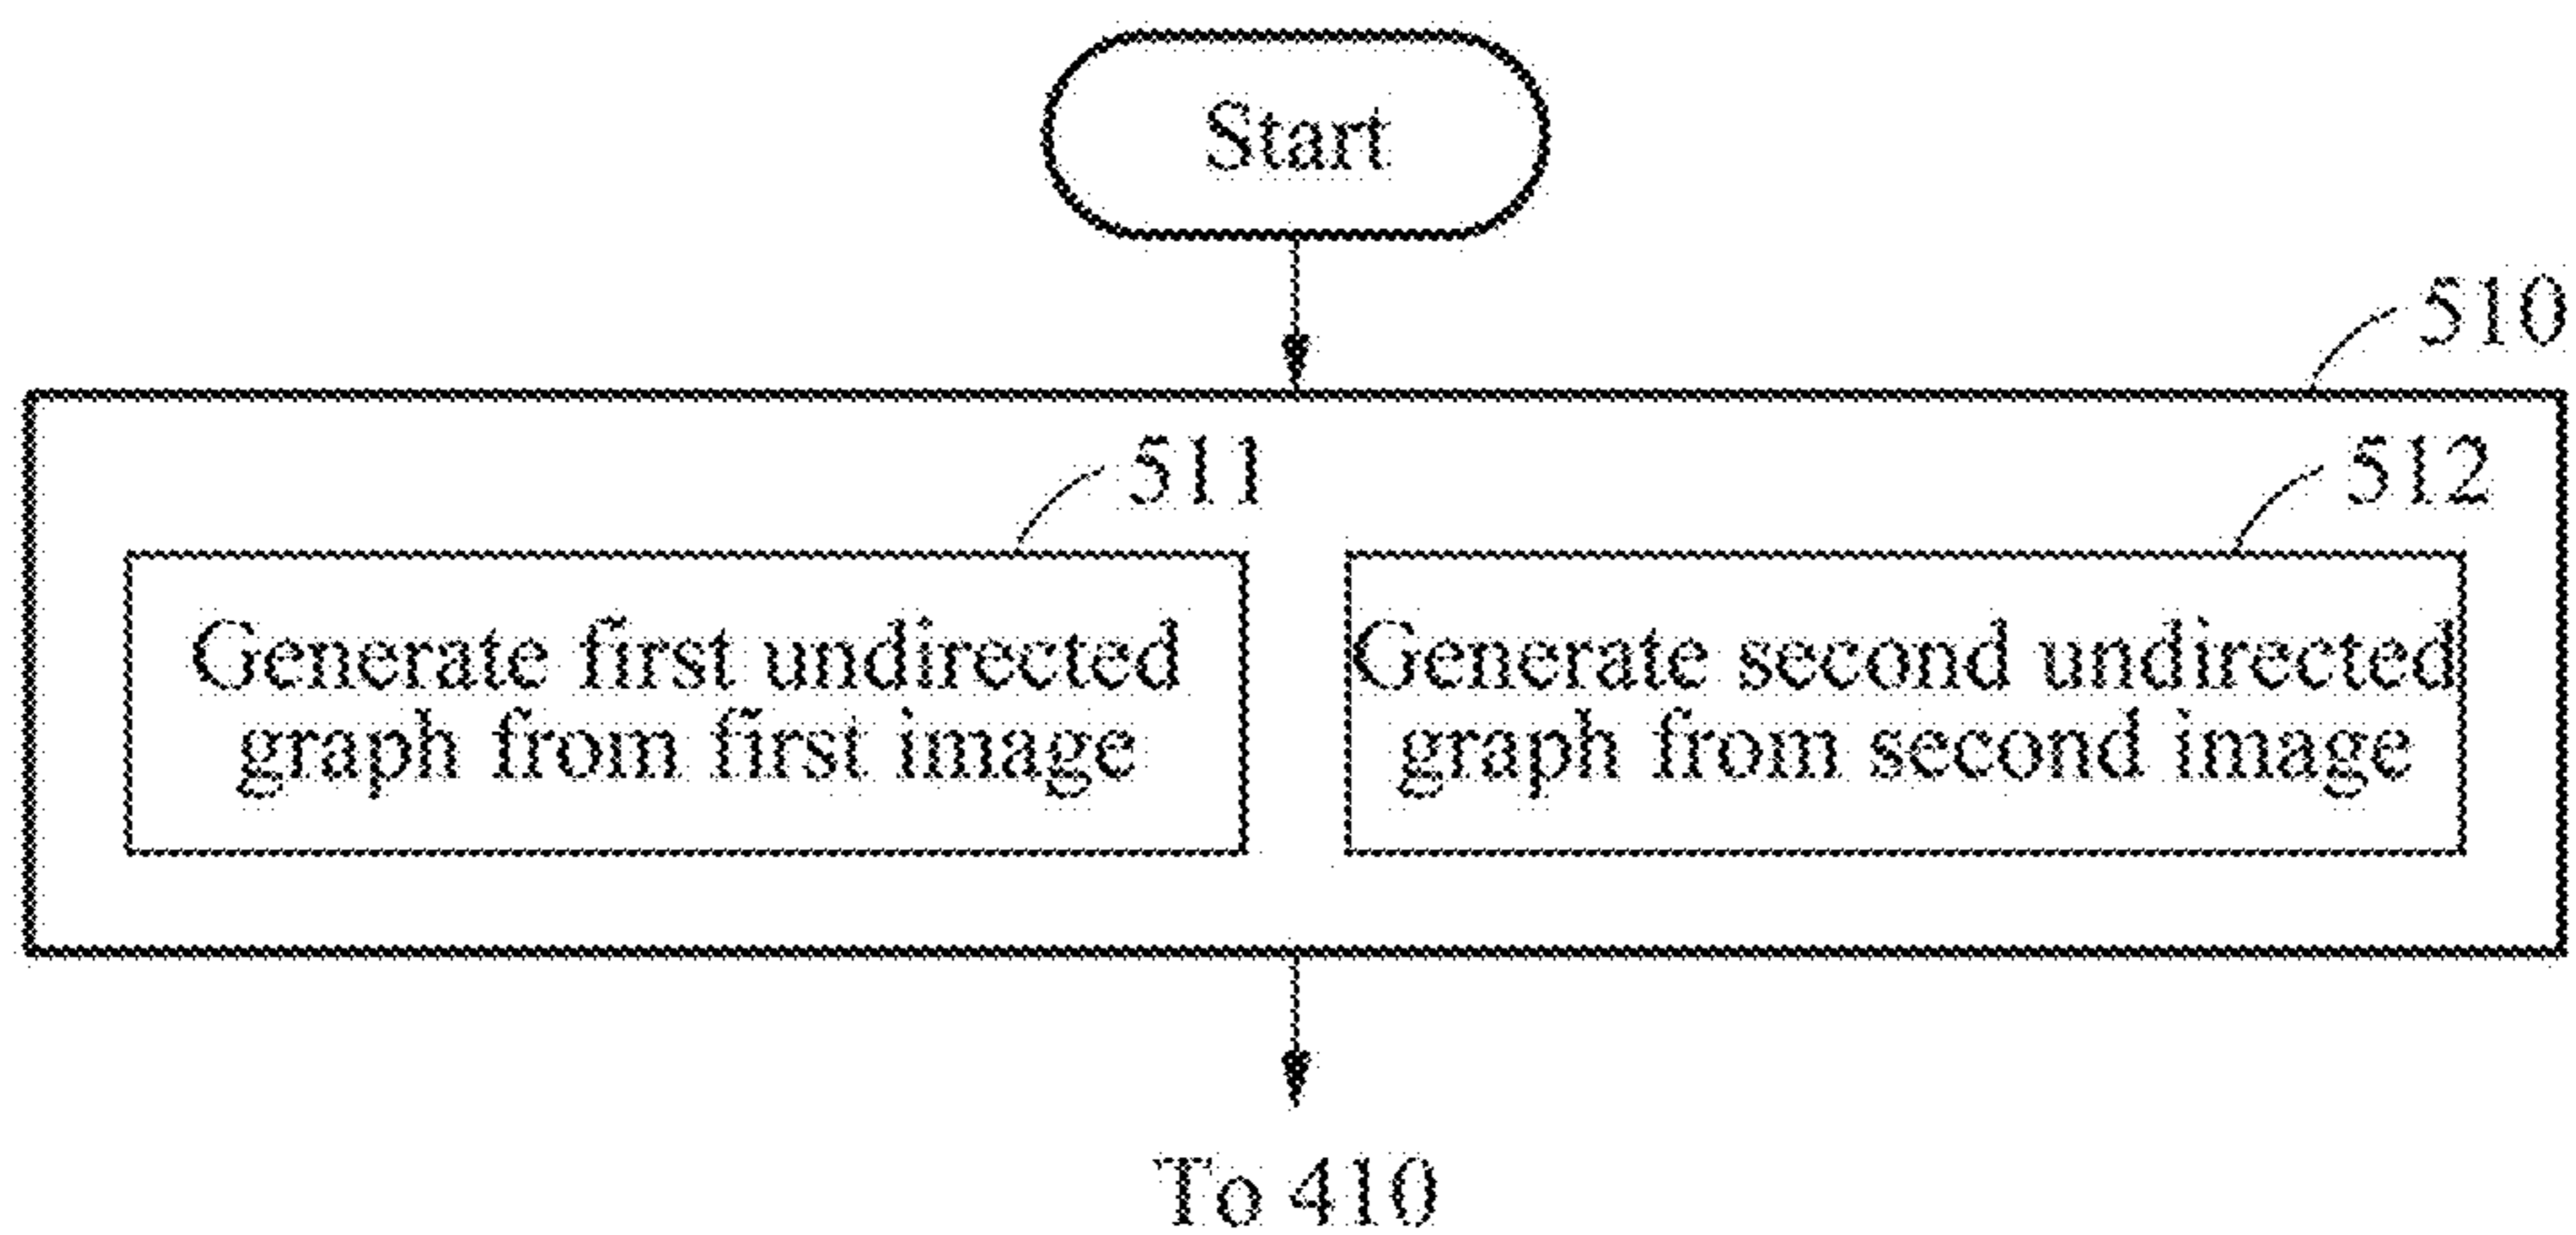 Start
510
511
512
Generate first undirected
graph from first image
Generate second undirected
graph from second image
To 410